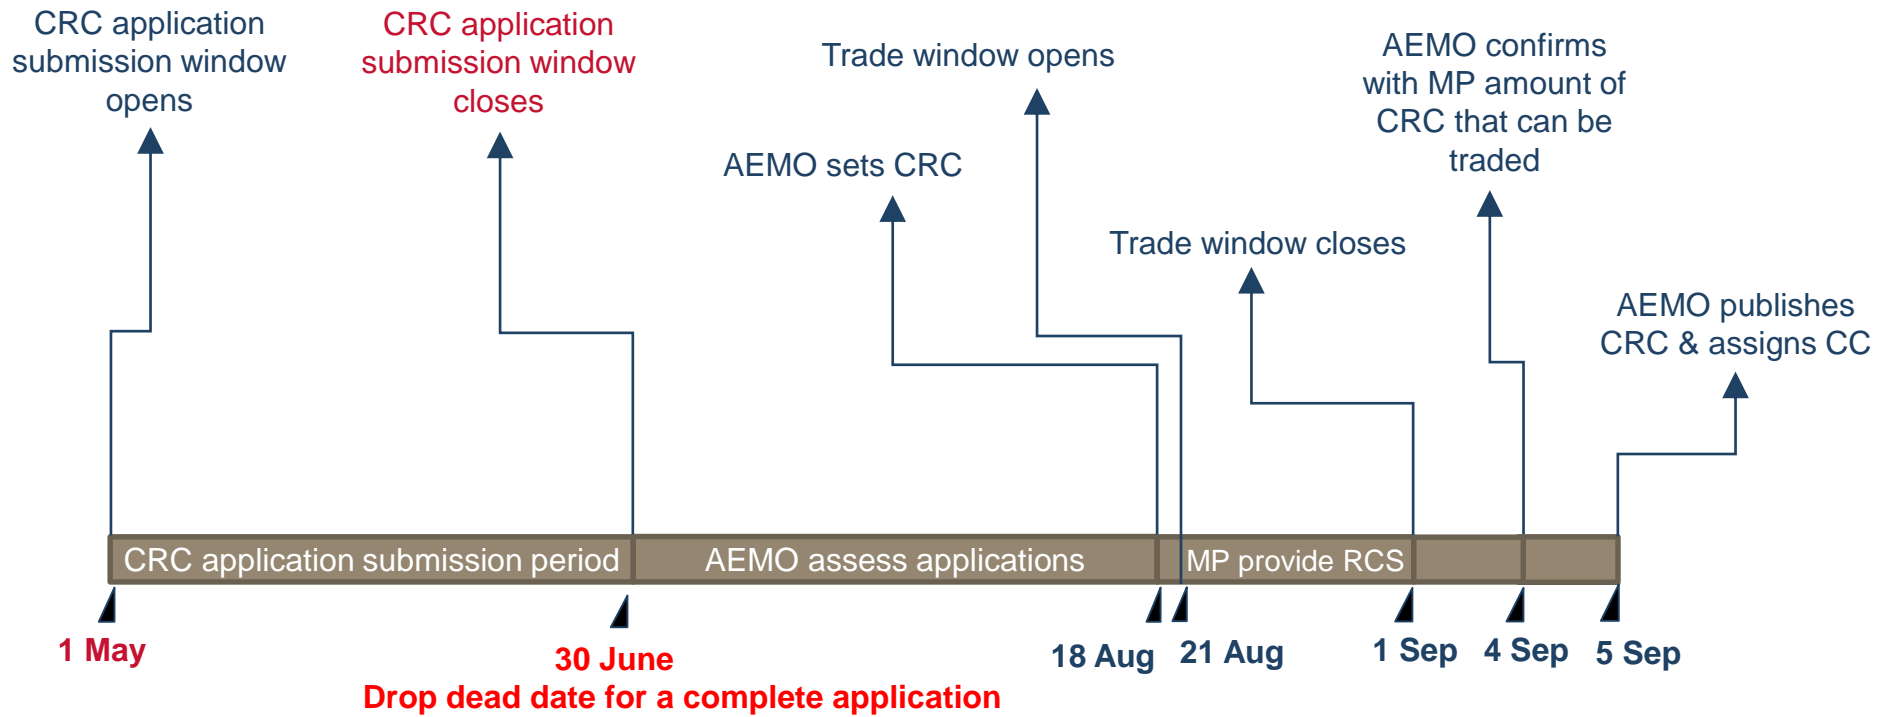 CRC application
submission window
opens
CRC application
submission window
closes
Trade window opens
AEMO confirms
with MP amount of
CRC that can be
traded
AEMO sets CRC
Trade window closes
AEMO publishes
CRC & assigns CC
CRC application submission period
AEMO assess applications
MP provide RCS
1 May
30 June
Drop dead date for a complete application
18 Aug
21 Aug
1 Sep
4 Sep
5 Sep